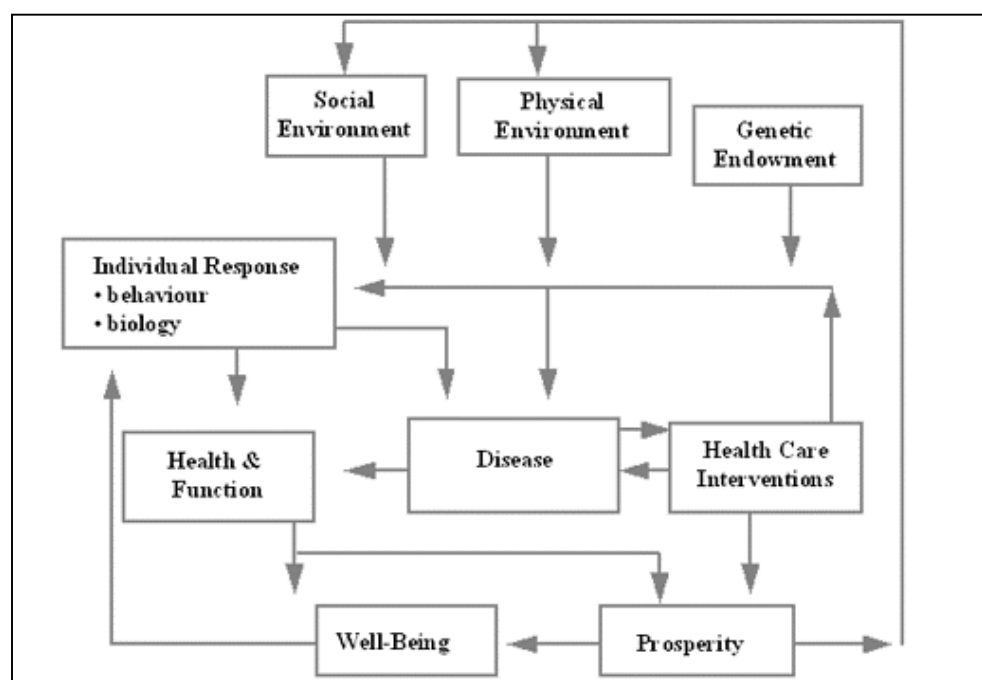 Social
Environment
Physical
Environment
Genetic
Endowment
Individual Response
• behaviour
• biology
Health &
Function
Disease
Health Care
Interventions
Well-Being
Prosperity